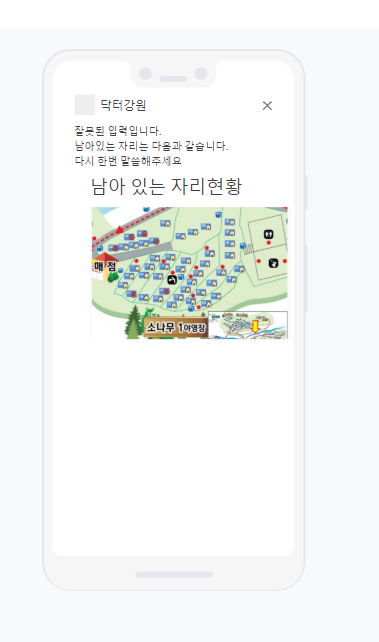 닥터강원
잘못된 입력입니다.
남아있는 자리는 다음과 같습니다.
다시 한번 말씀해주세요
남아 있는 자리현황
매 점
소나무 1야영장